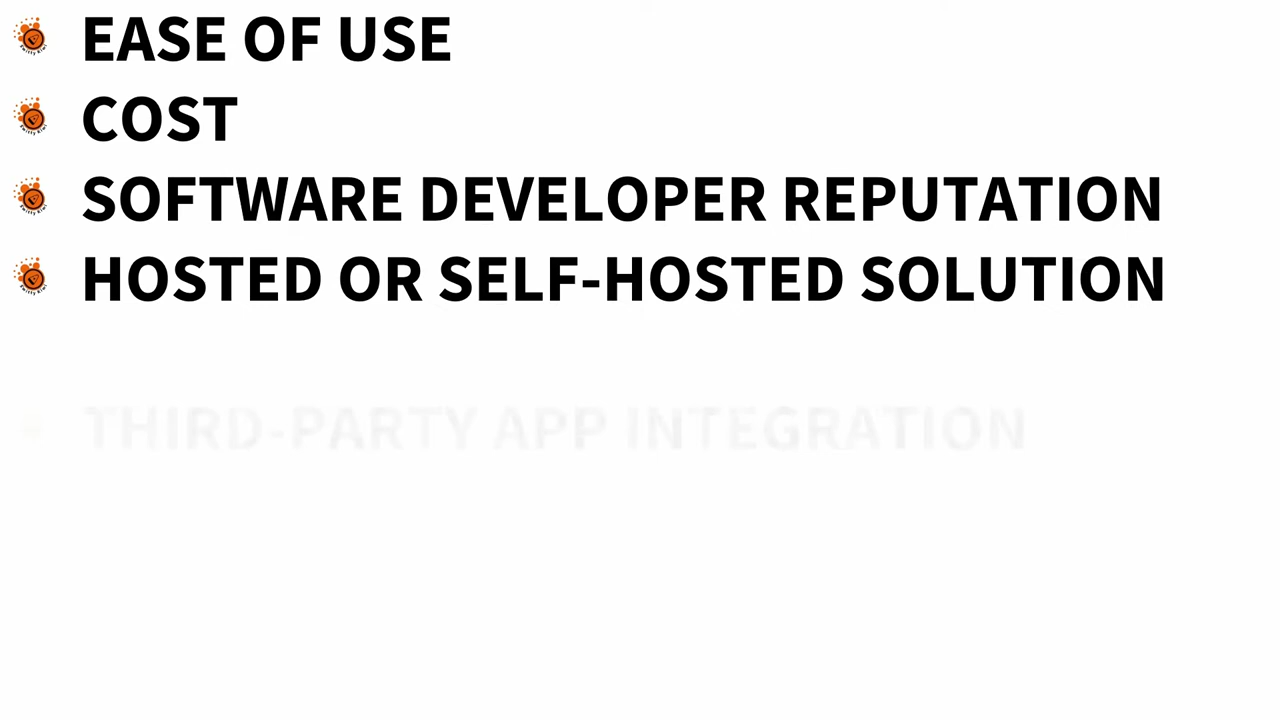 EASE OF USE
COST
SOFTWARE DEVELOPER REPUTATION
HOSTED OR SELF-HOSTED SOLUTION
THIRD-PARTY APP INTEGRATION